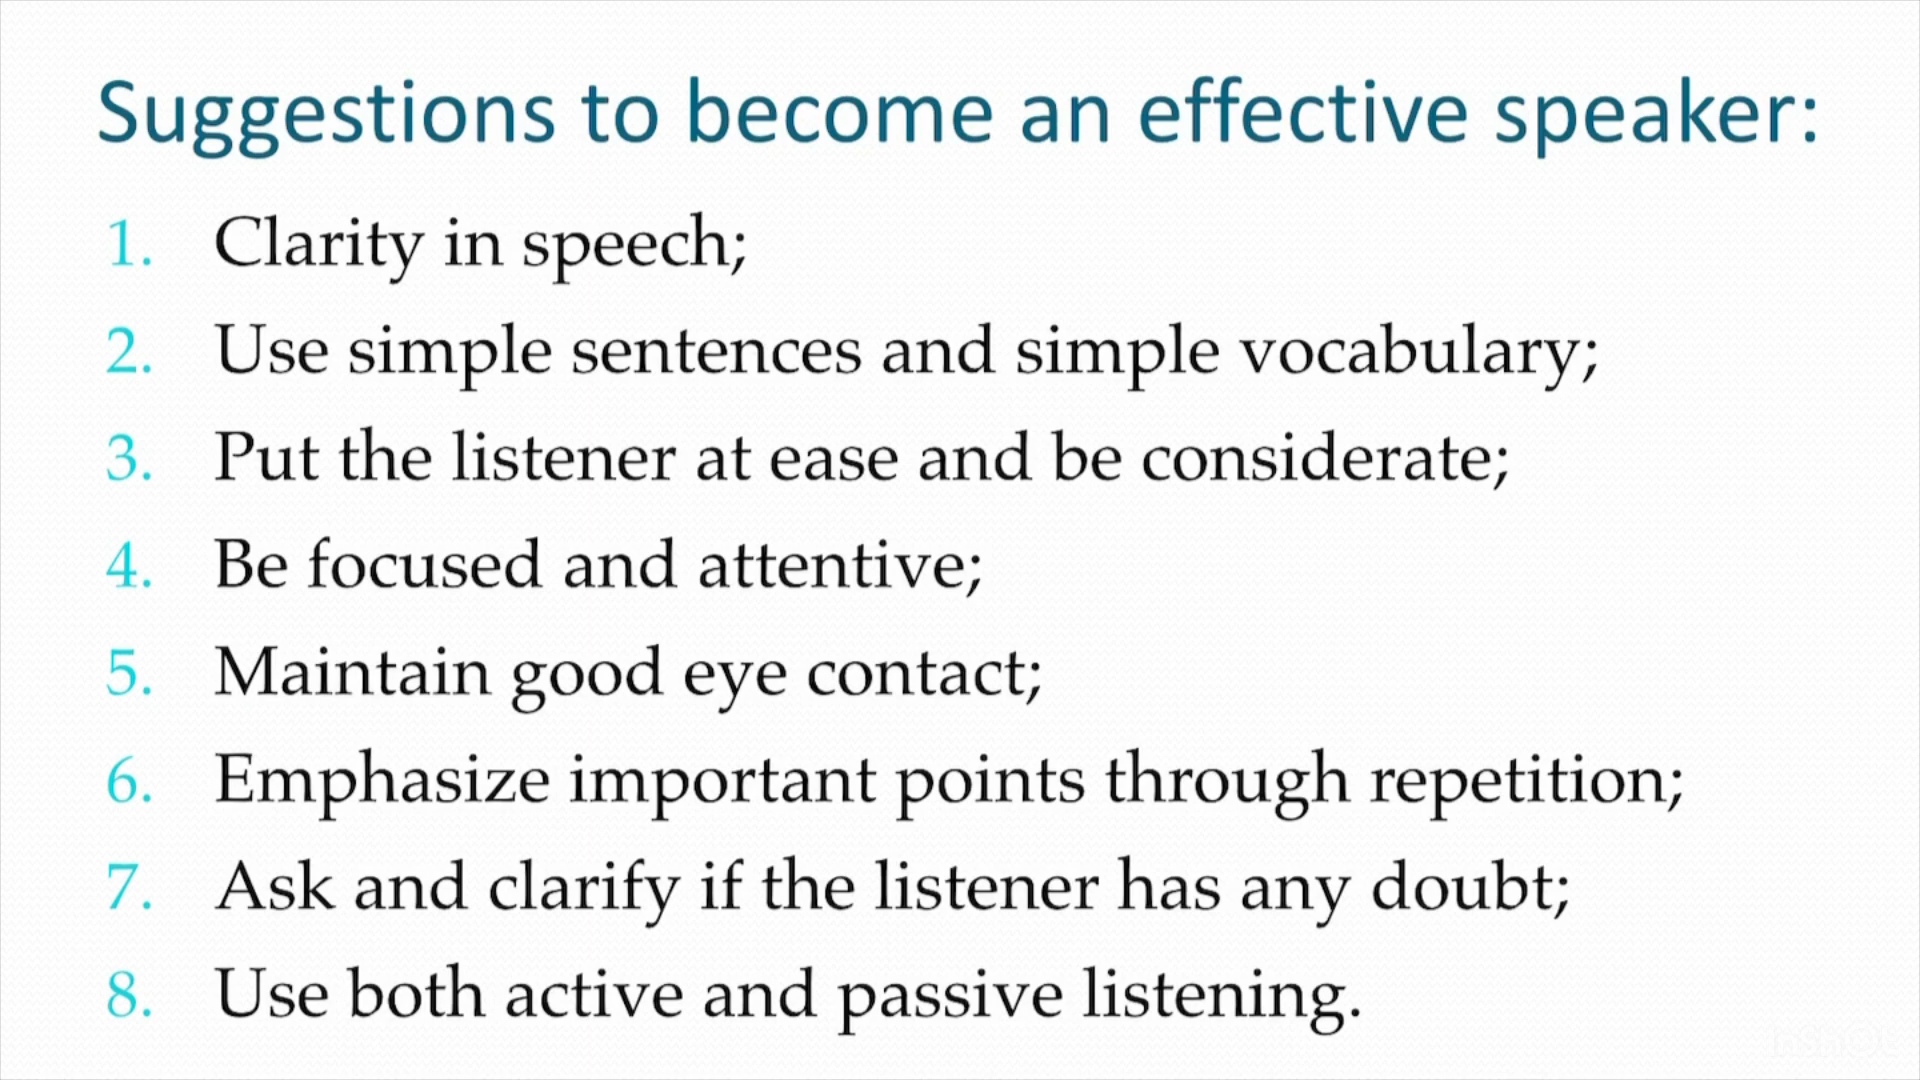 Suggestions to become an effective speaker:
1. Clarity in speech;
2. Use simple sentences and simple vocabulary;
3. Put the listener at ease and be considerate;
4. Be focused and attentive;
5. Maintain good eye contact;
6. Emphasize important points through repetition;
7. Ask and clarify if the listener has any doubt;
8. Use both active and passive listening.